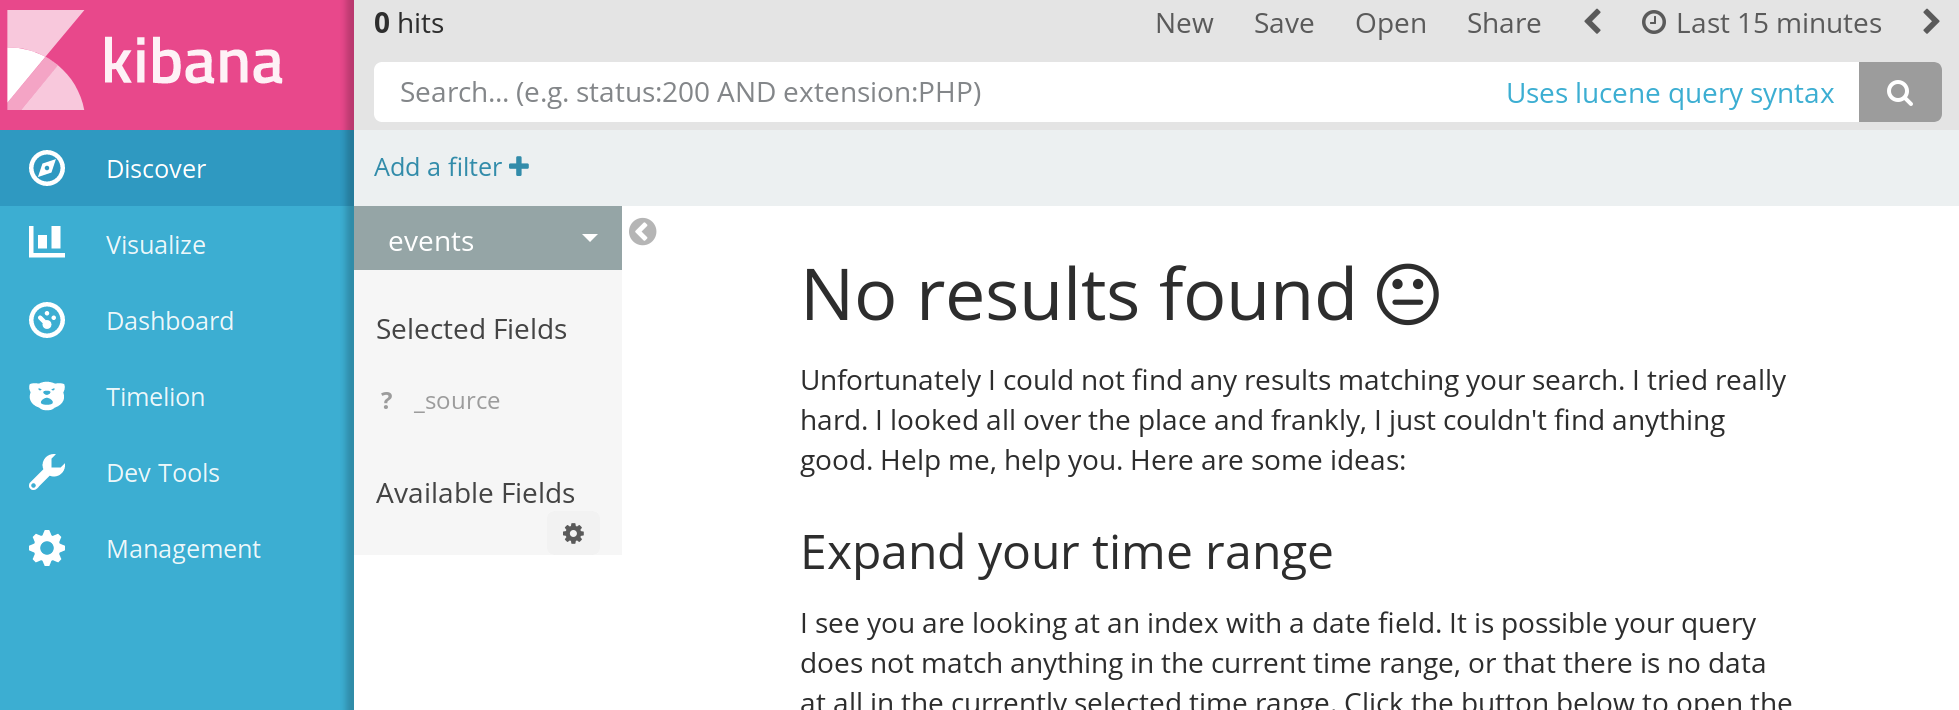 kibana
0 hits
New Save Open Share Last 15 minutes
Search... (e.g. status:200 AND extension:PHP) Uses lucene query syntax
Add a filter
Discover
Visualize
Dashboard
Timelion
Dev Tools
Management
events
Selected Fields
? _source
Available Fields
No results found
Unfortunately I could not find any results matching your search. I tried really
hard. I looked all over the place and frankly, I just couldn't find anything
good. Help me, help you. Here are some ideas:
Expand your time range
I see you are looking at an index with a date field. It is possible your query
does not match anything in the current time range, or that there is no data
at all in the currently selected time range. Click the button below to open the